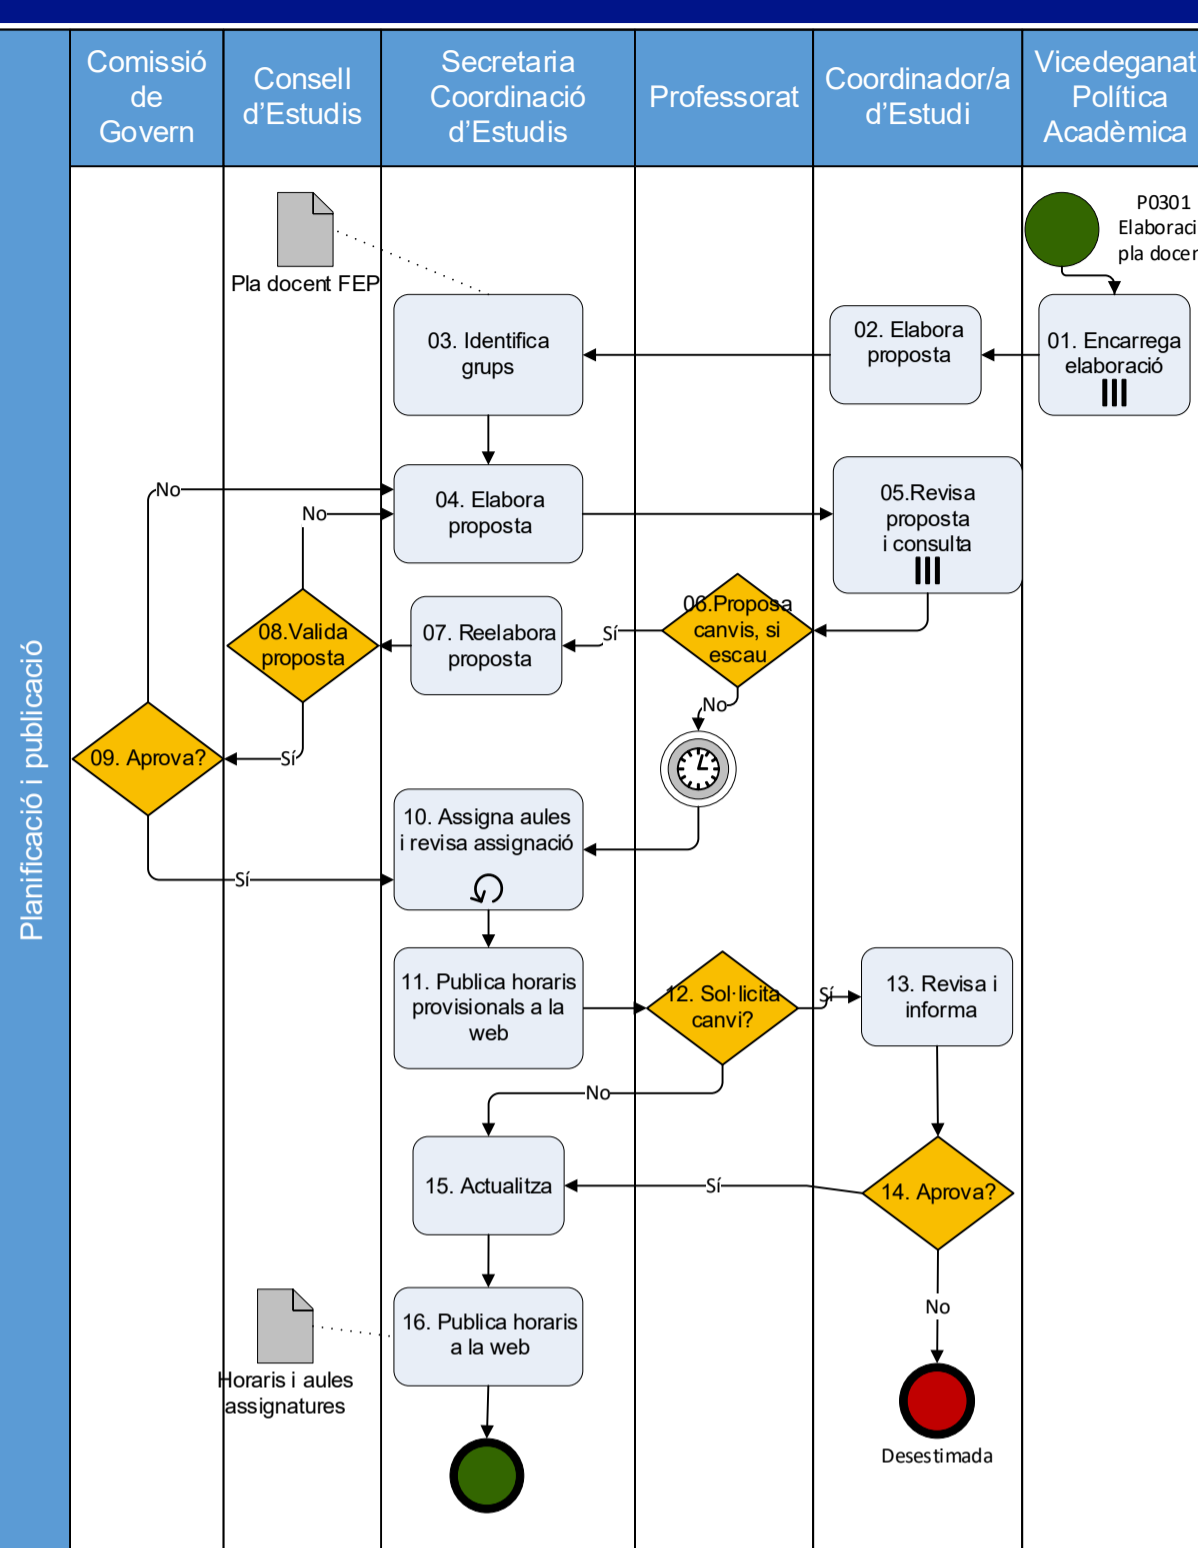 Comissió
de
Govern
Consell
d'Estudis
Secretaria
Coordinació
d'Estudis
Professorat
Coordinador/a
d'Estudi
Vicedeganat
Política
Acadèmica
Planificació i publicació
Pla docent FEP
P0301
Elaboraci
pla docen
03. Identifica
grups
02. Elabora
proposta
01. Encarrega
elaboració
No
No
04. Elabora
proposta
05.Revisa
proposta
i consulta
06.Proposa
canvis, si
escau
Sí
07. Reelabora
proposta
08.Valida
proposta
No
Sí
09. Aprova?
10. Assigna aules
i revisa assignació
Sí
11. Publica horaris
provisionals a la
web
12. Sol·licita
canvi?
Sí
13. Revisa i
informa
No
15. Actualitza
Sí
14. Aprova?
No
16. Publica horaris
a la web
Horaris i aules
assignatures
Desestimada